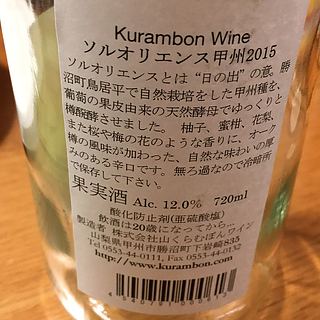 Kurambon Wine
ソルオリエンス甲州2015
ソルオリエンスとは“日の出”の意。勝
沼町鳥居平で自然栽培をした甲州種を、
葡萄の果皮由来の天然酵母でゆっくりと
樽醗酵させました。 柚子、蜜柑、花梨、
また桜や梅の花のような香りに、オーク
樽の風味が加わった、自然な味わいの厚
みのある辛口です。無ろ過なので冷暗所
で保存して下さい。
果実酒 Alc. 12.0% 720ml
酸化防止剤(亜硫酸塩)
飲酒は20歳になってから..
製造者 株式会社山くらむぼんワイン
山梨県甲州市勝沼町下岩崎835
Tel 0553-44-0111, Fax 0553-44-0132
http://www.kurambon.com